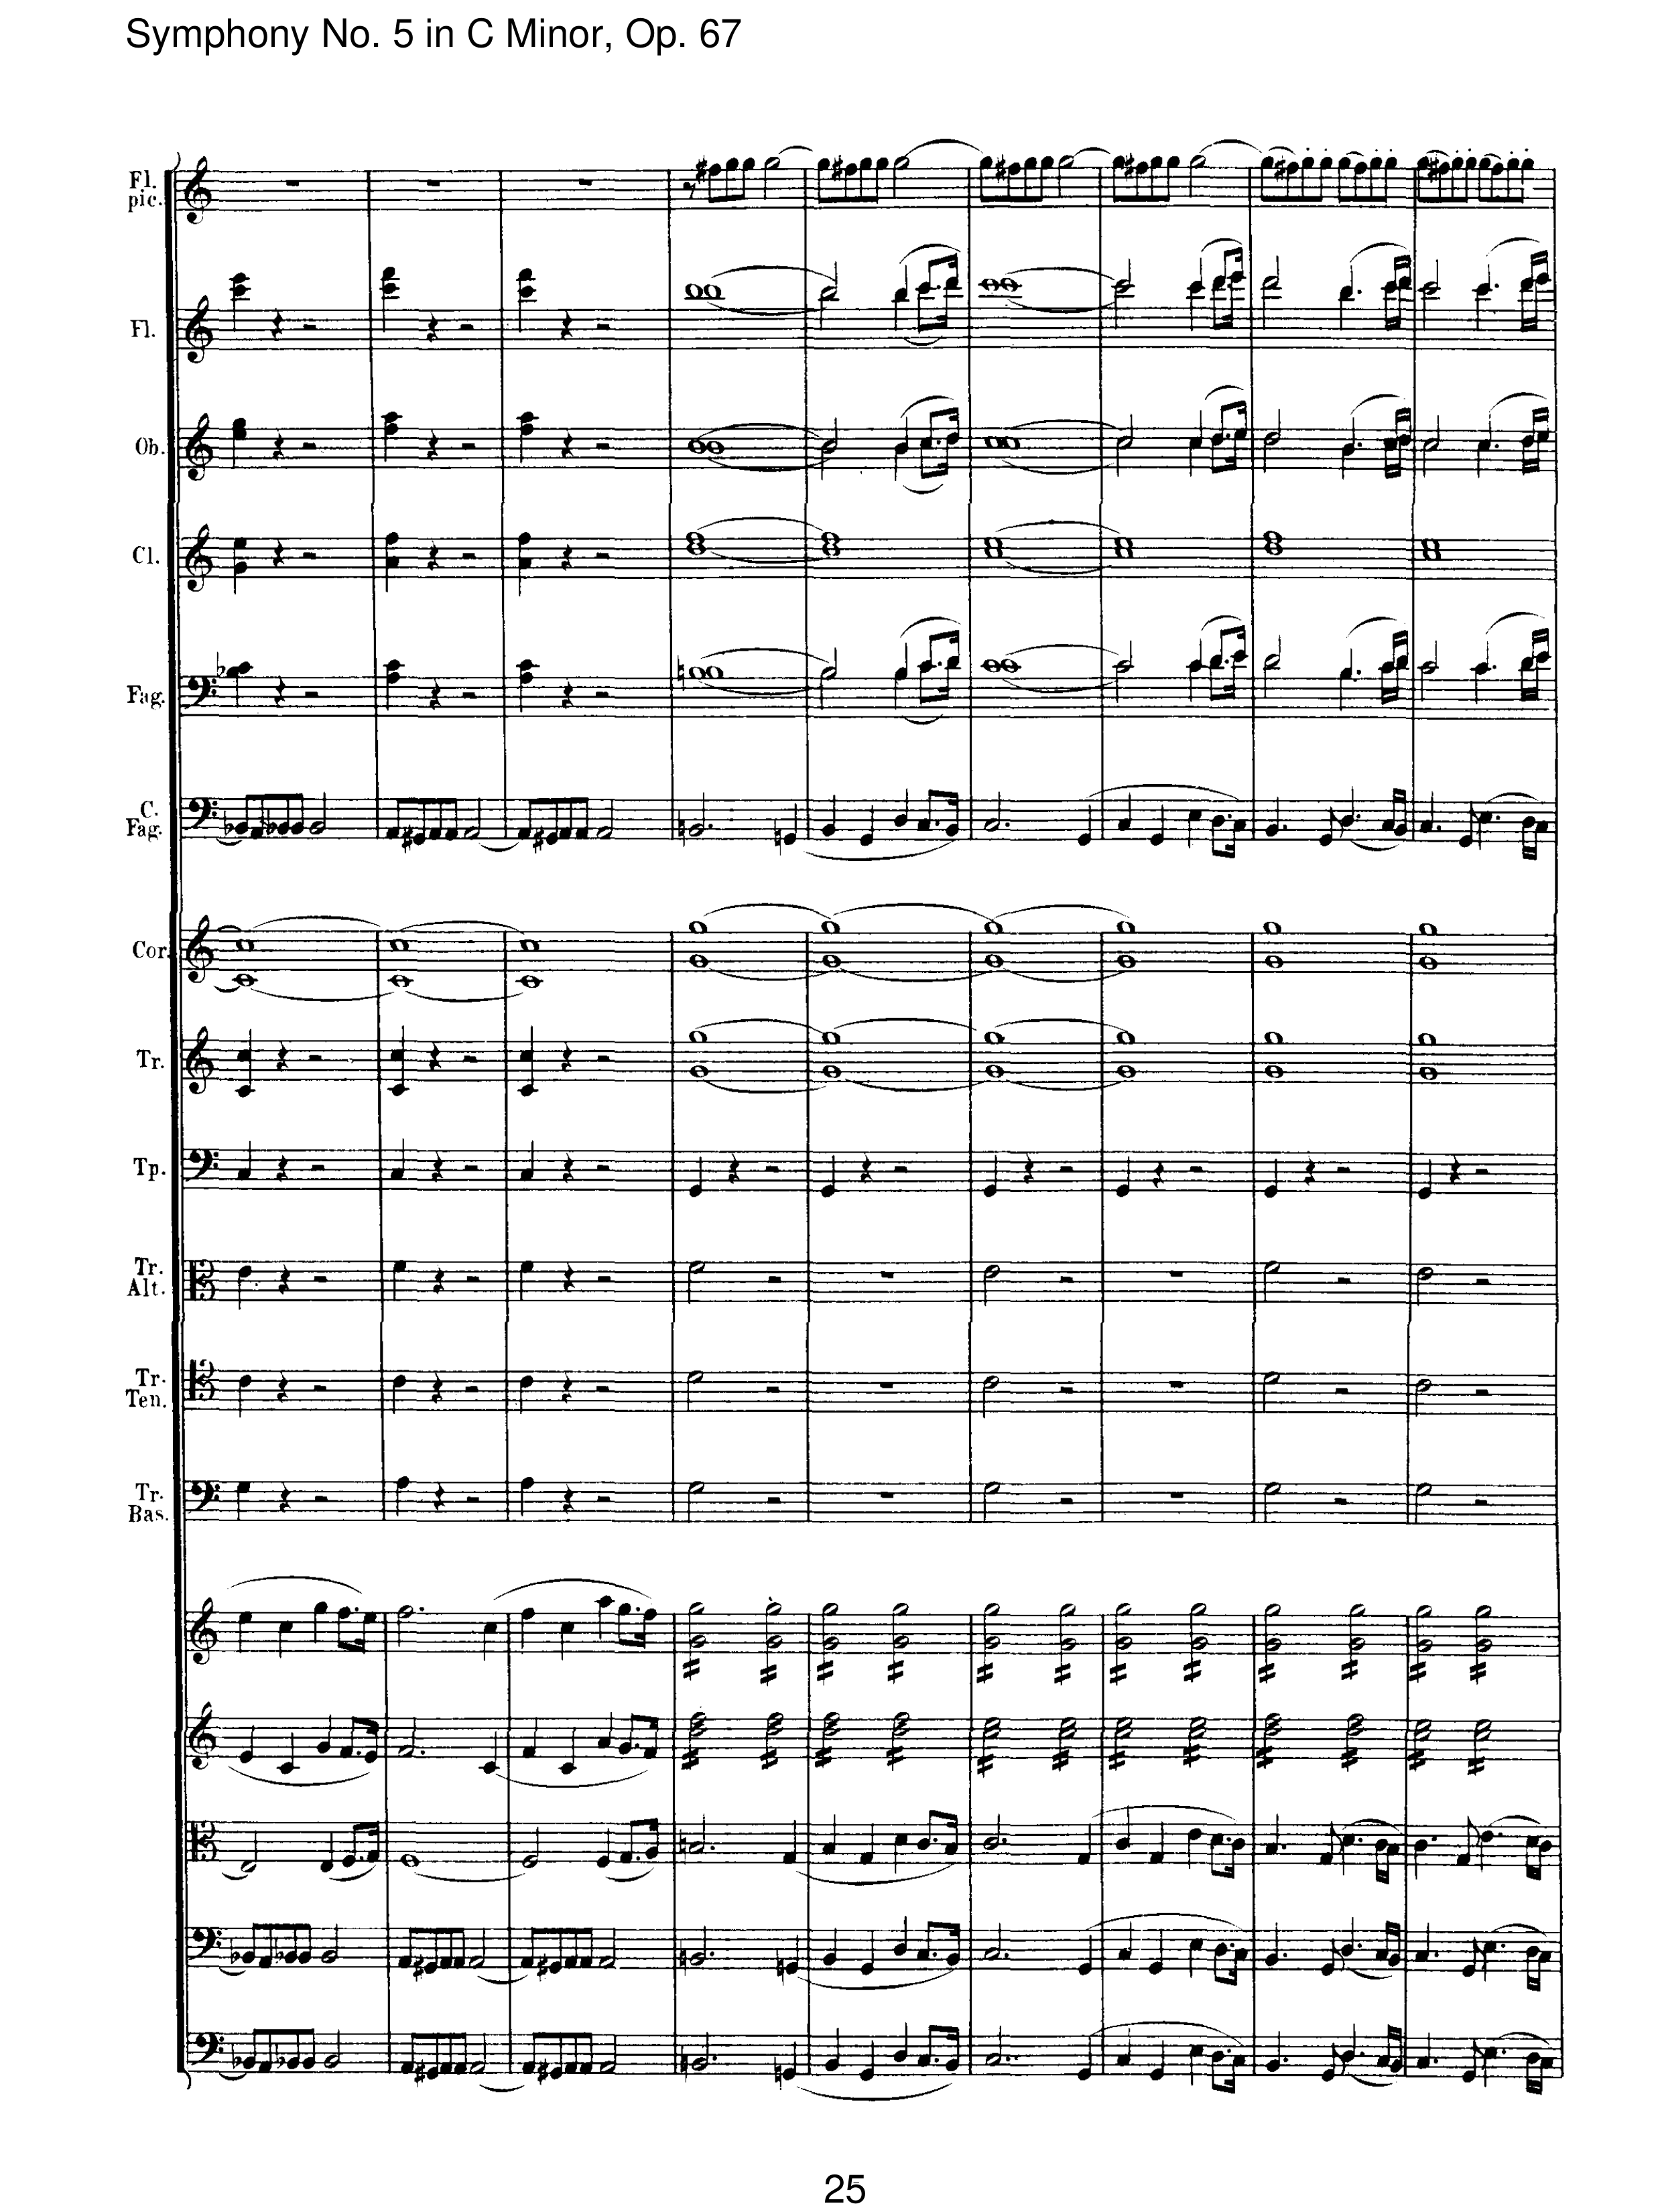 Symphony No. 5 in C Minor, Op. 67
Fl.
pic.
Fl.
Ob.
Cl.
Fag.
C.
Fag.
Cor.
Tr.
Tp.
Tr.
Alt.
Tr.
Ten.
Tr.
Bas.
25